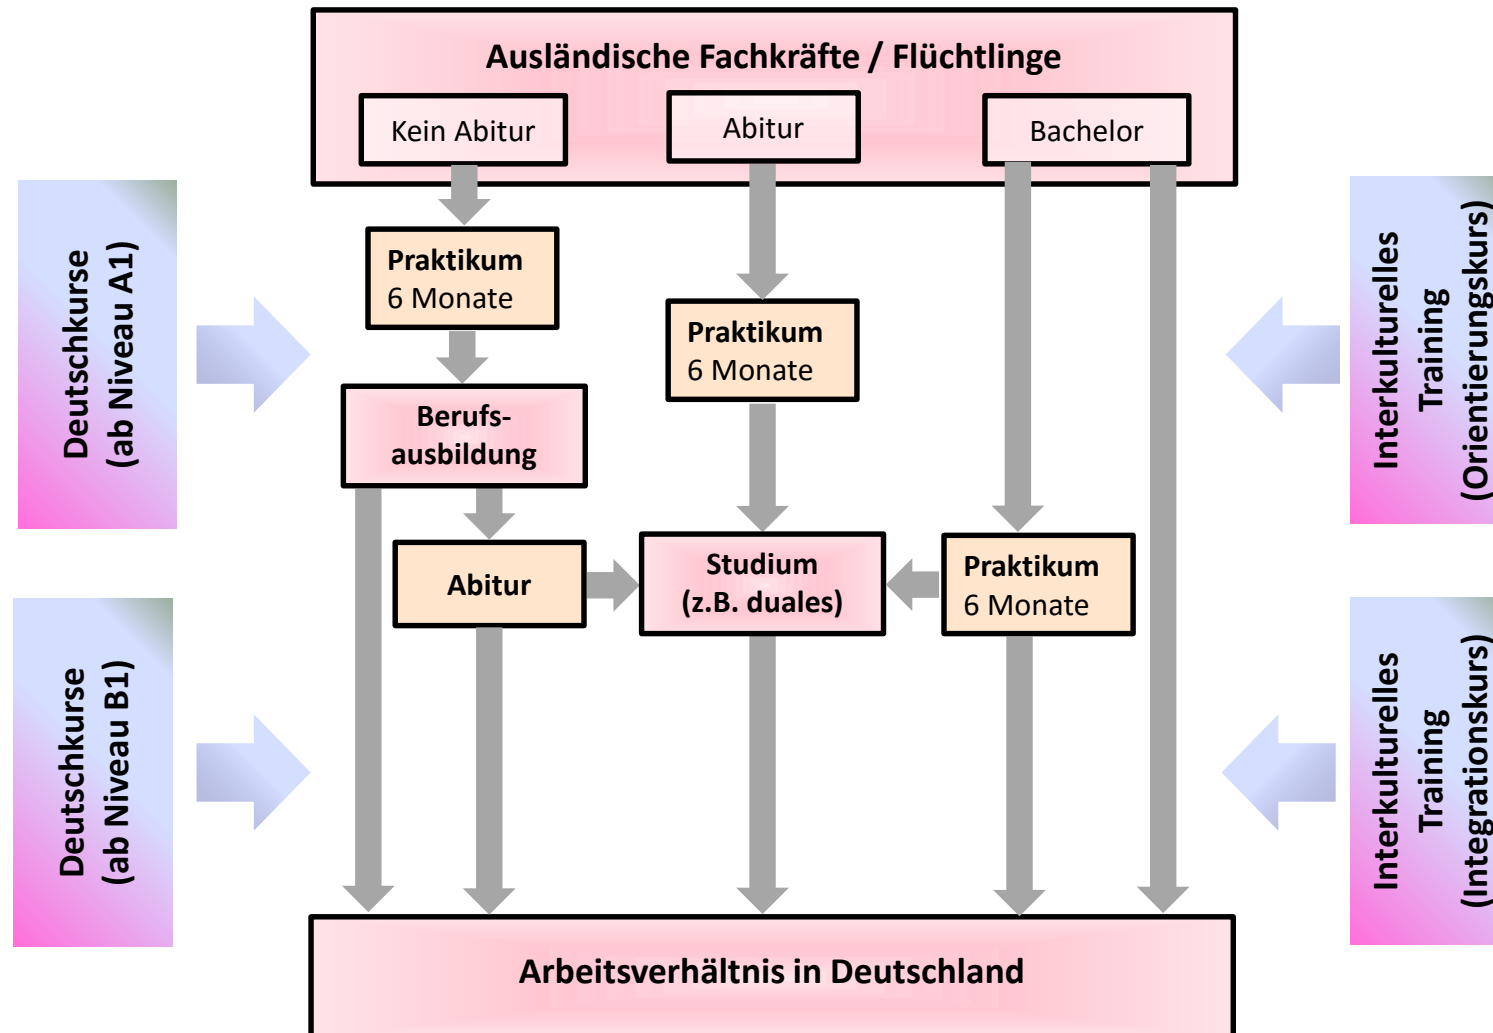 Ausländische Fachkräfte / Flüchtlinge
Kein Abitur
Abitur
Bachelor
Deutschkurse
(ab Niveau A1)
Praktikum
6 Monate
Praktikum
6 Monate
Interkulturelles
Training
(Orientierungskurs)
Berufs-
ausbildung
Abitur
Studium
(z.B. duales)
Praktikum
6 Monate
Deutschkurse
(ab Niveau B1)
Interkulturelles
Training
(Integrationskurs)
Arbeitsverhältnis in Deutschland